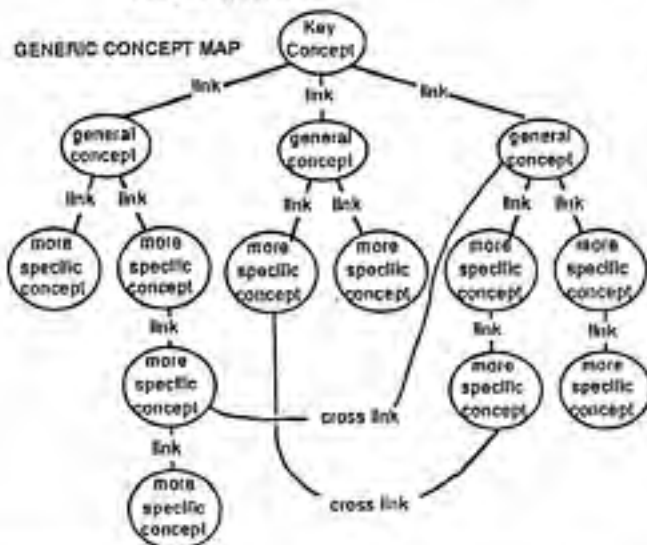 GENERIC CONCEPT MAP
Key
Concept
link
link
link
general
concept
general
concept
general
concept
link
link
link
link
link
link
more
specific
concept
more
specific
concept
more
specific
concept
more
specific
concept
more
specific
concept
more
specific
concept
link
link
link
more
specific
concept
more
specific
concept
more
specific
concept
cross link
link
more
specific
concept
cross link